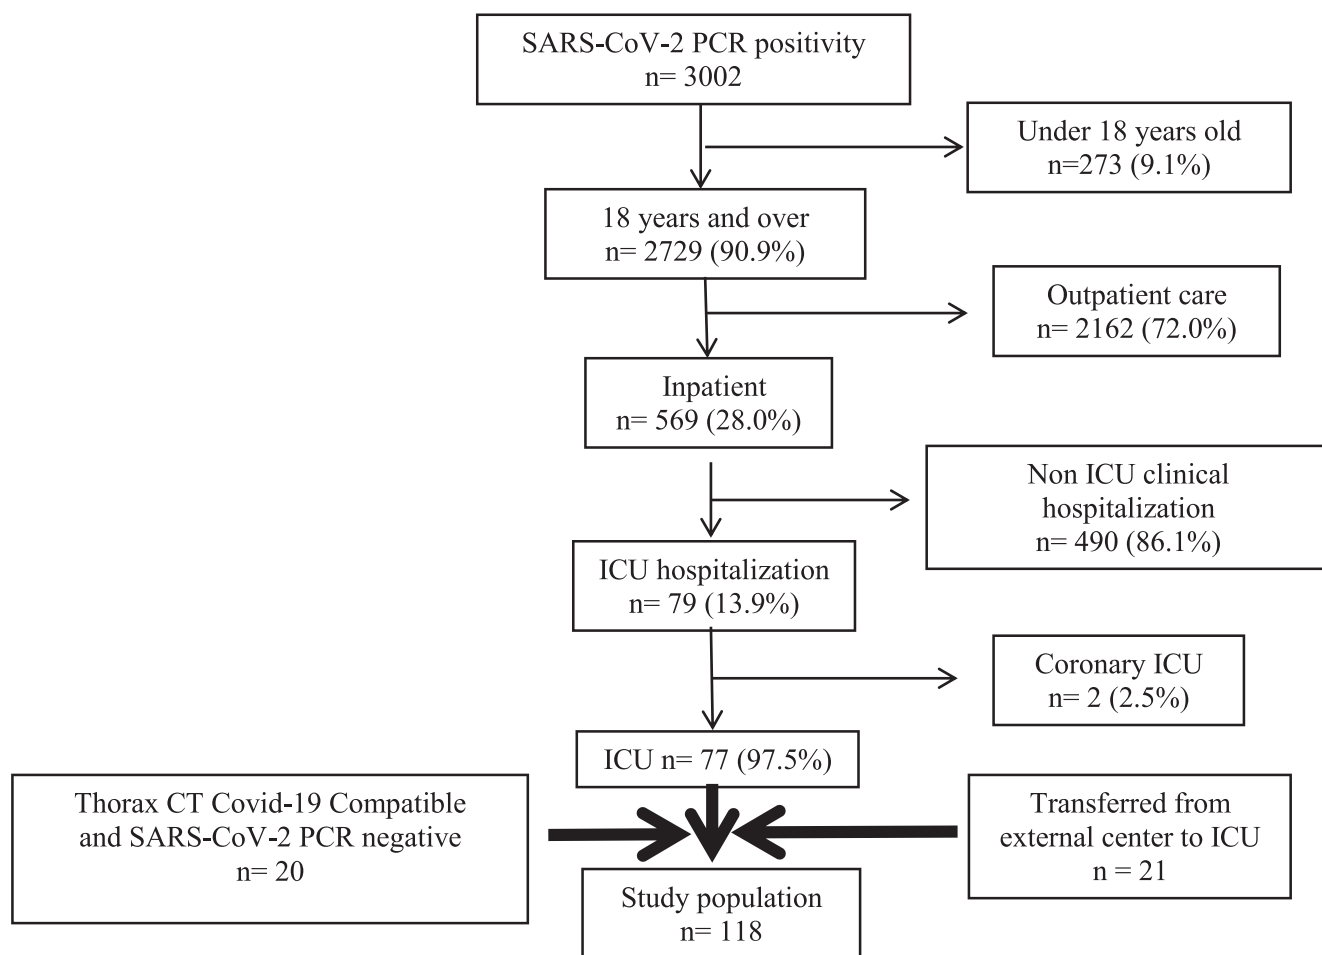 SARS-CoV-2 PCR positivity
n= 3002
Under 18 years old
n=273 (9.1%)
18 years and over
n= 2729 (90.9%)
Outpatient care
n= 2162 (72.0%)
Inpatient
n= 569 (28.0%)
Non ICU clinical
hospitalization
n= 490 (86.1%)
ICU hospitalization
n= 79 (13.9%)
Coronary ICU
n= 2 (2.5%)
ICU n= 77 (97.5%)
Thorax CT Covid-19 Compatible
and SARS-CoV-2 PCR negative
n= 20
Transferred from
external center to ICU
n = 21
Study population
n= 118